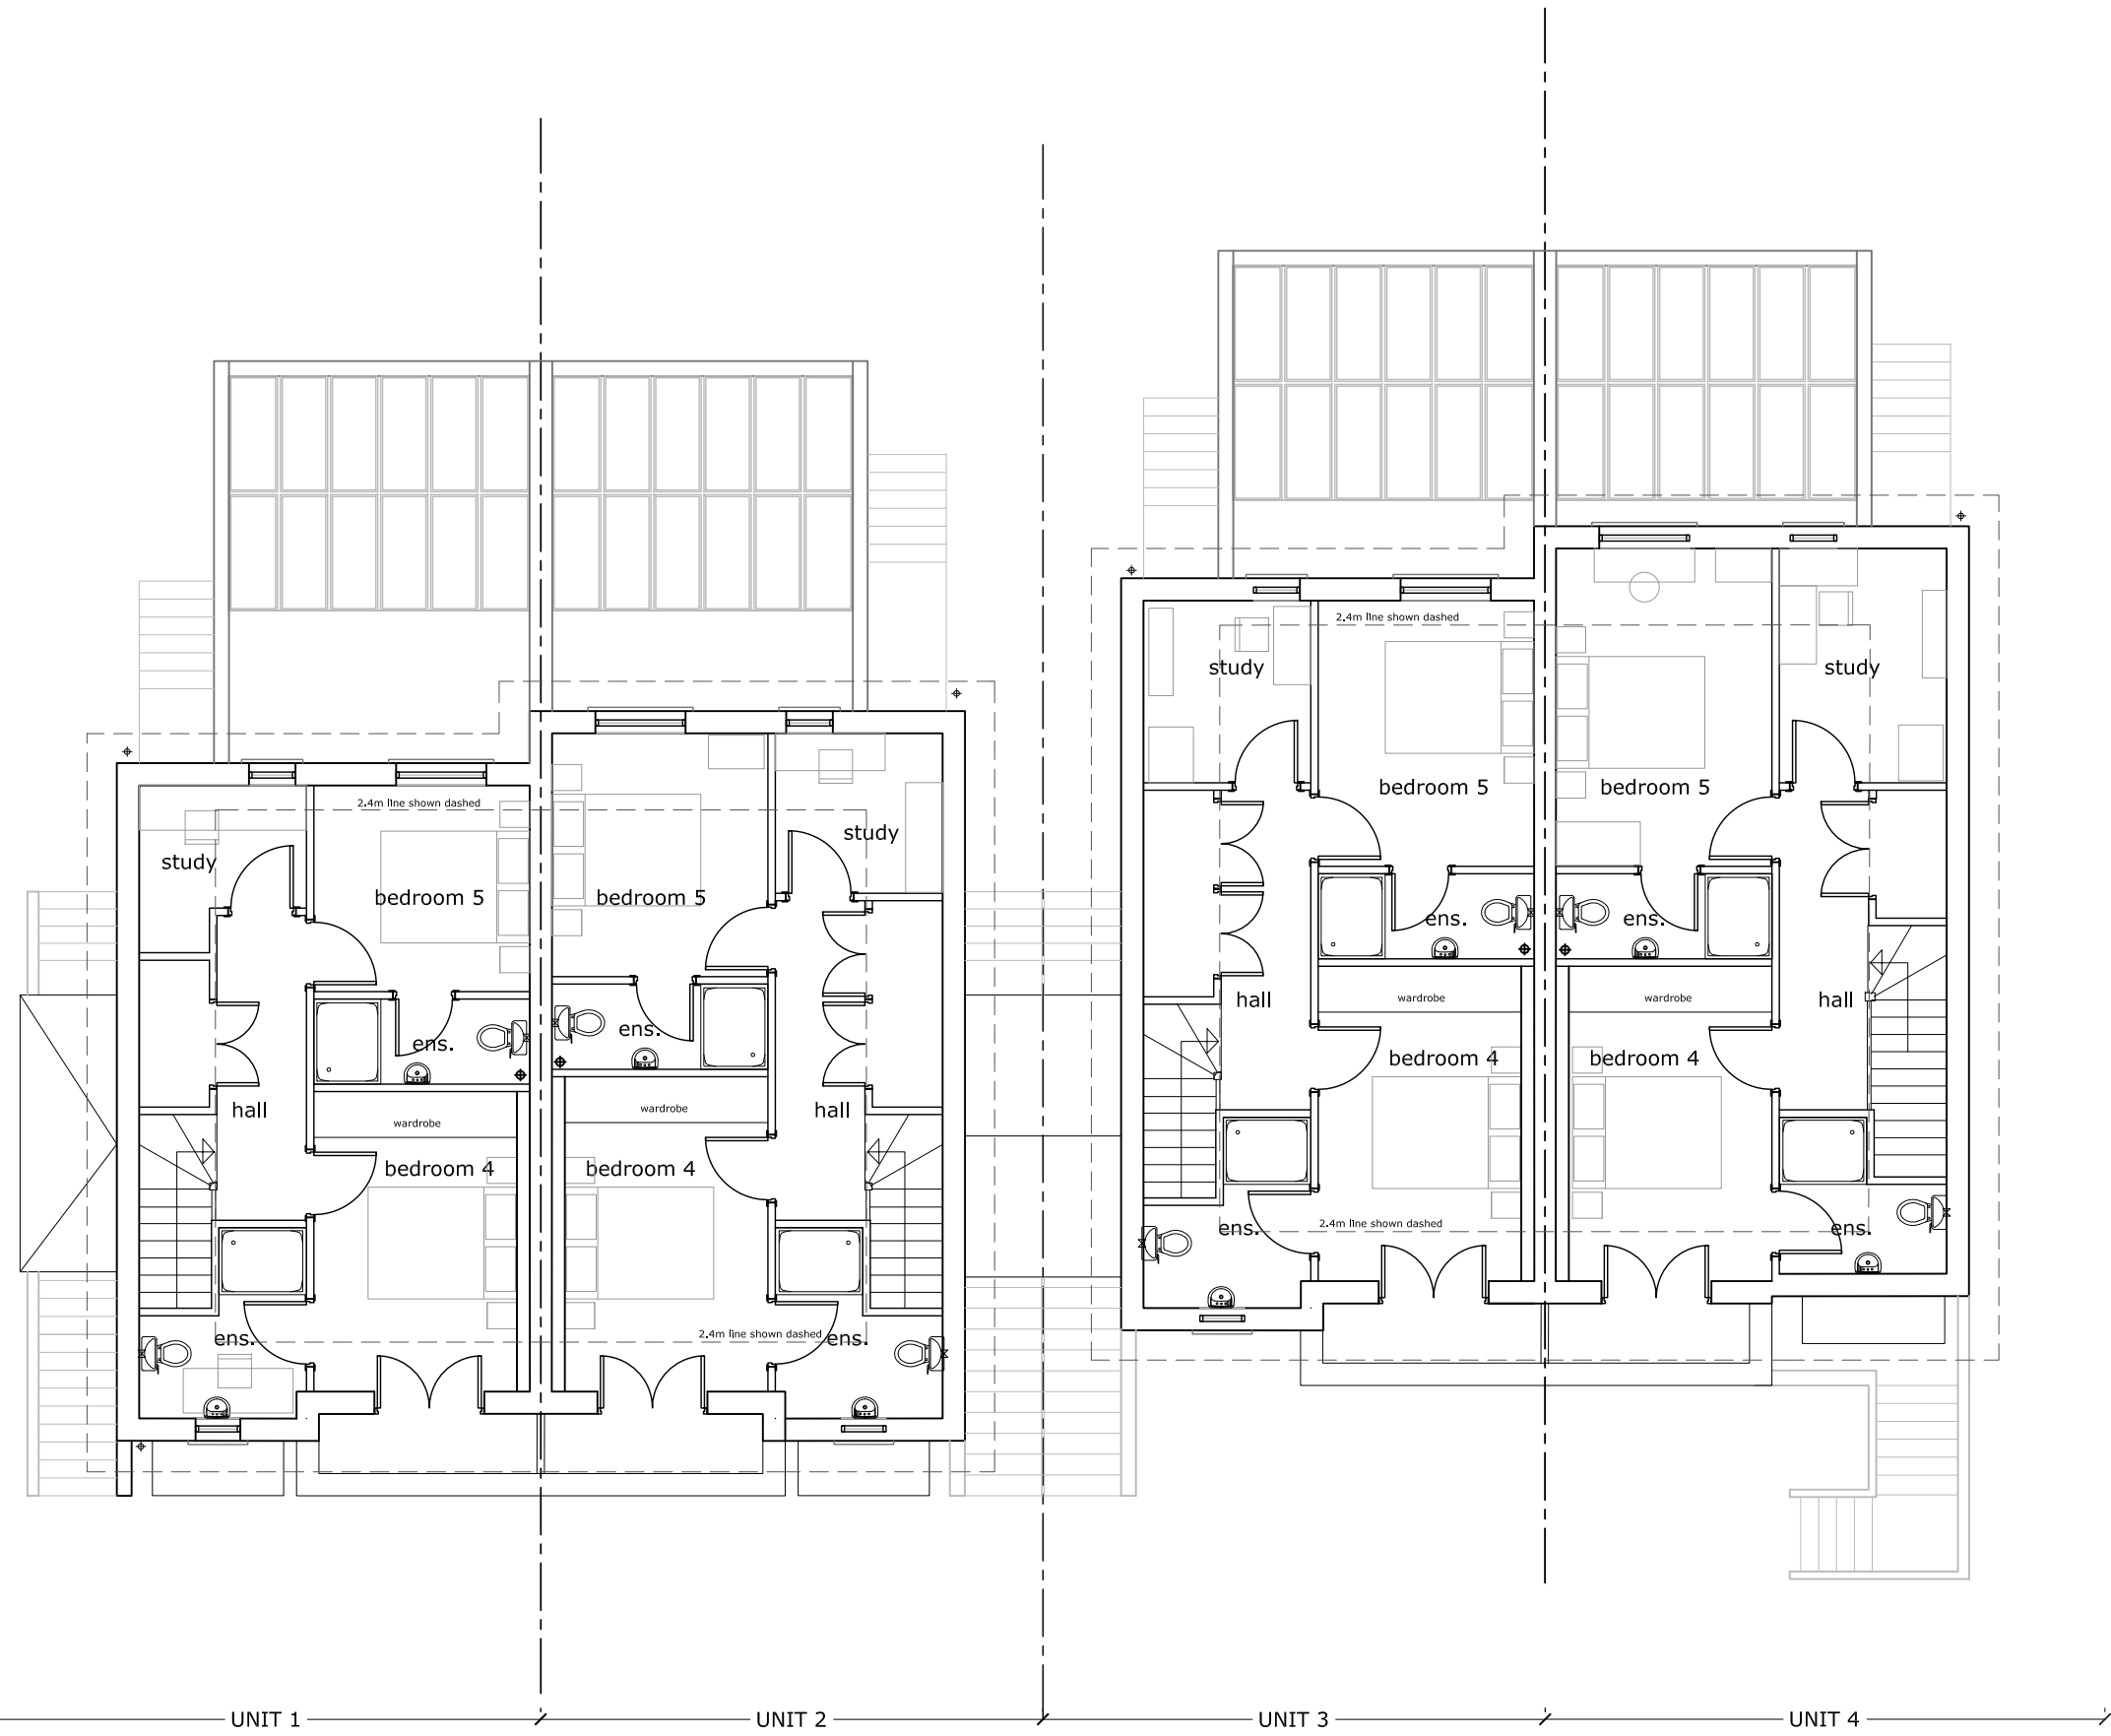 2.4m line shown dashed
study
study
bedroom 5
bedroom 5
2.4m line shown dashed
study
study
bedroom 5
bedroom 5
ens.
ens.
wardrobe
wardrobe
hall
hall
ens.
ens.
bedroom 4
bedroom 4
wardrobe
wardrobe
hall
hall
bedroom 4
bedroom 4
2.4m line shown dashed
ens.
ens.
ens.
2.4m line shown dashed
ens.
UNIT 1
UNIT 2
UNIT 3
UNIT 4